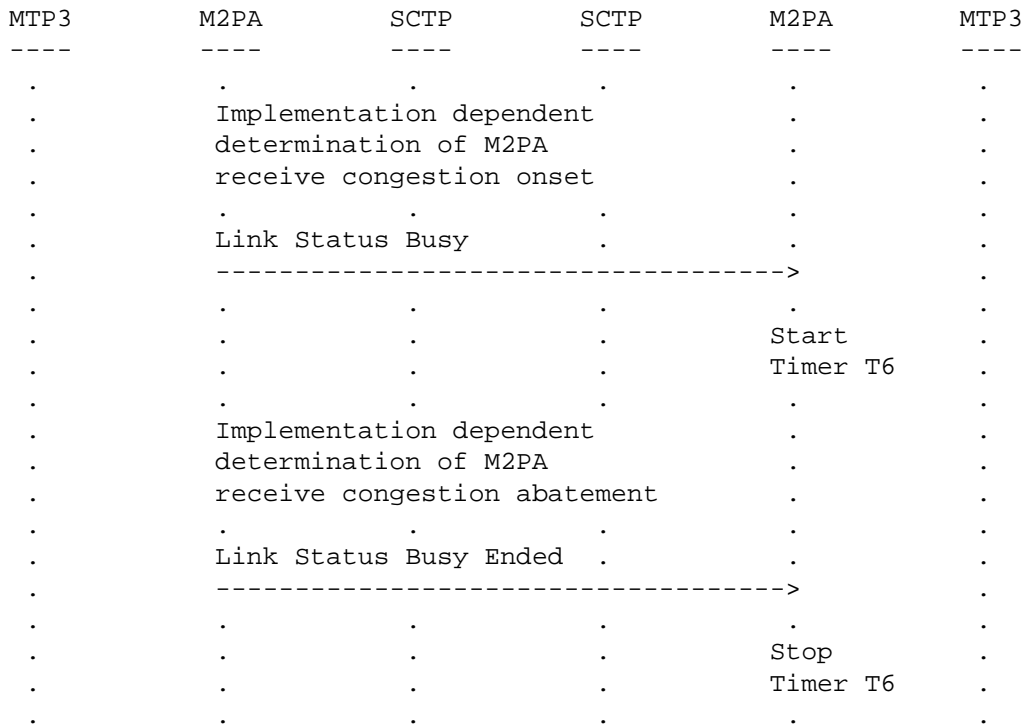 MTP3 M2PA SCTP SCTP M2PA MTP3
---- ---- ---- ---- ---- ----
. . . . . .
. Implementation dependent . .
. determination of M2PA . .
. receive congestion onset . .
. . . . . .
. Link Status Busy . . .
. ------------------------------------> .
. . . . . .
. . . . Start .
. . . . Timer T6 .
. . . . . .
. Implementation dependent . .
. determination of M2PA . .
. receive congestion abatement . .
. . . . . .
. Link Status Busy Ended . . .
. ------------------------------------> .
. . . . . .
. . . . Stop .
. . . . Timer T6 .
. . . . . .